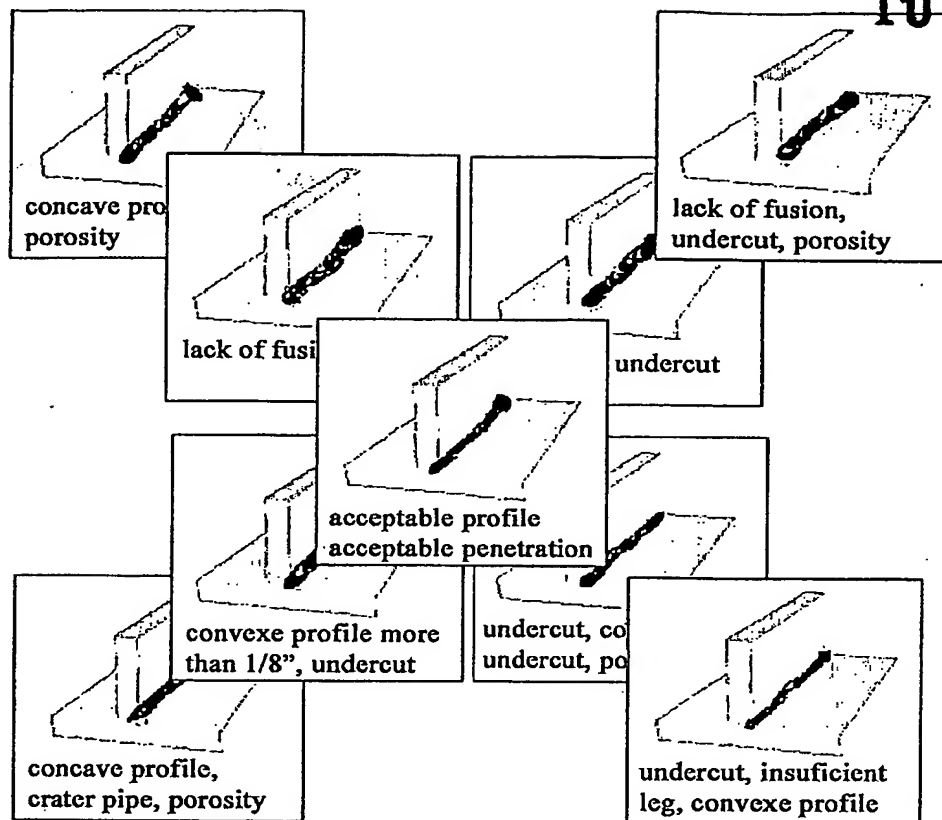 concave pro
porosity
lack of fusion,
undercut, porosity
lack of fusi
undercut
acceptable profile
acceptable penetration
convexe profile more
than 1/8”, undercut
undercut, co
undercut, po
concave profile,
crater pipe, porosity
undercut, insuficient
leg, convexe profile